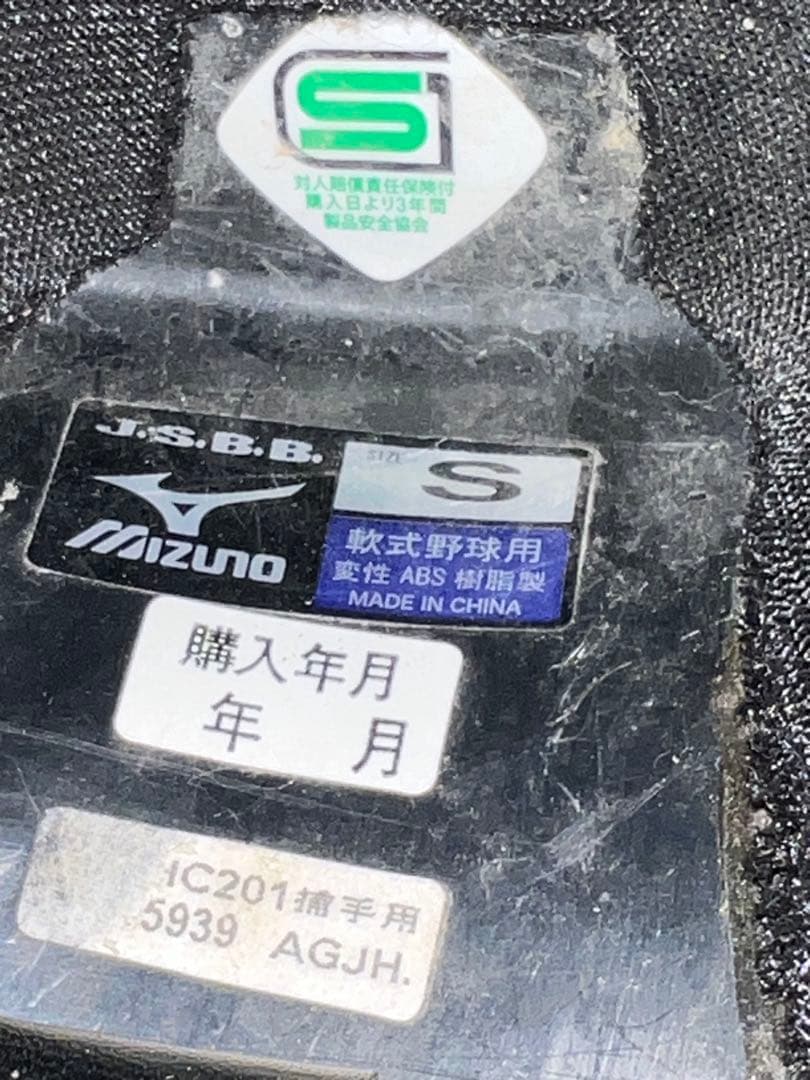 S
対人賠償責任保険付
購入日より3年間
製品安全協会
J.S.B.B.
MIZUNO
SIZE S
軟式野球用
変性 ABS 樹脂製
MADE IN CHINA
購入年月
年 月
IC201捕手用
5939 AGJH.